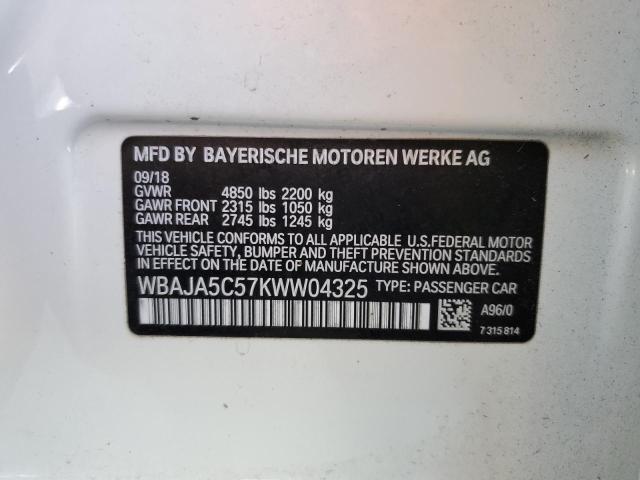 MFD BY BAYERISCHE MOTOREN WERKE AG
09/18
GVWR 4850 lbs 2200 kg
GAWR FRONT 2315 lbs 1050 kg
GAWR REAR 2745 lbs 1245 kg
THIS VEHICLE CONFORMS TO ALL APPLICABLE U.S.FEDERAL MOTOR
VEHICLE SAFETY, BUMPER AND THEFT PREVENTION STANDARDS IN
EFFECT ON THE DATE OF MANUFACTURE SHOWN ABOVE.
WBAJA5C57KWW04325 TYPE: PASSENGER CAR
A96/0
7 315 814